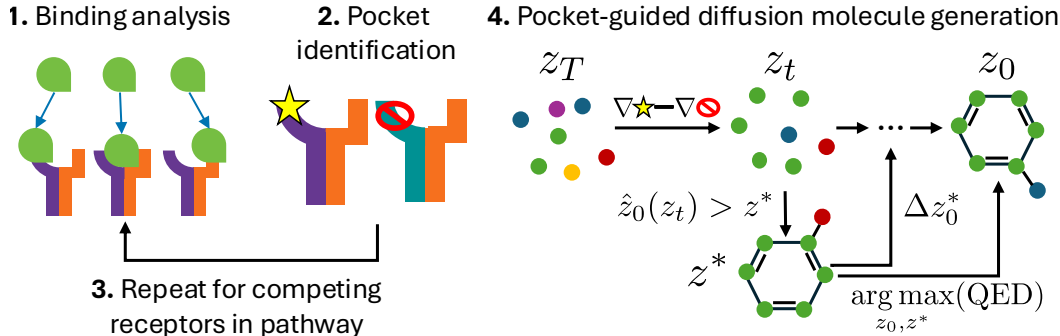 1. Binding analysis
2. Pocket
identification
3. Repeat for competing
receptors in pathway
4. Pocket-guided diffusion molecule generation
z_T
z_t
z_0
∇ − ∇
...
ẑ_0(z_t) > z*
Δz_0*
z*
arg max(QED)
z_0, z*